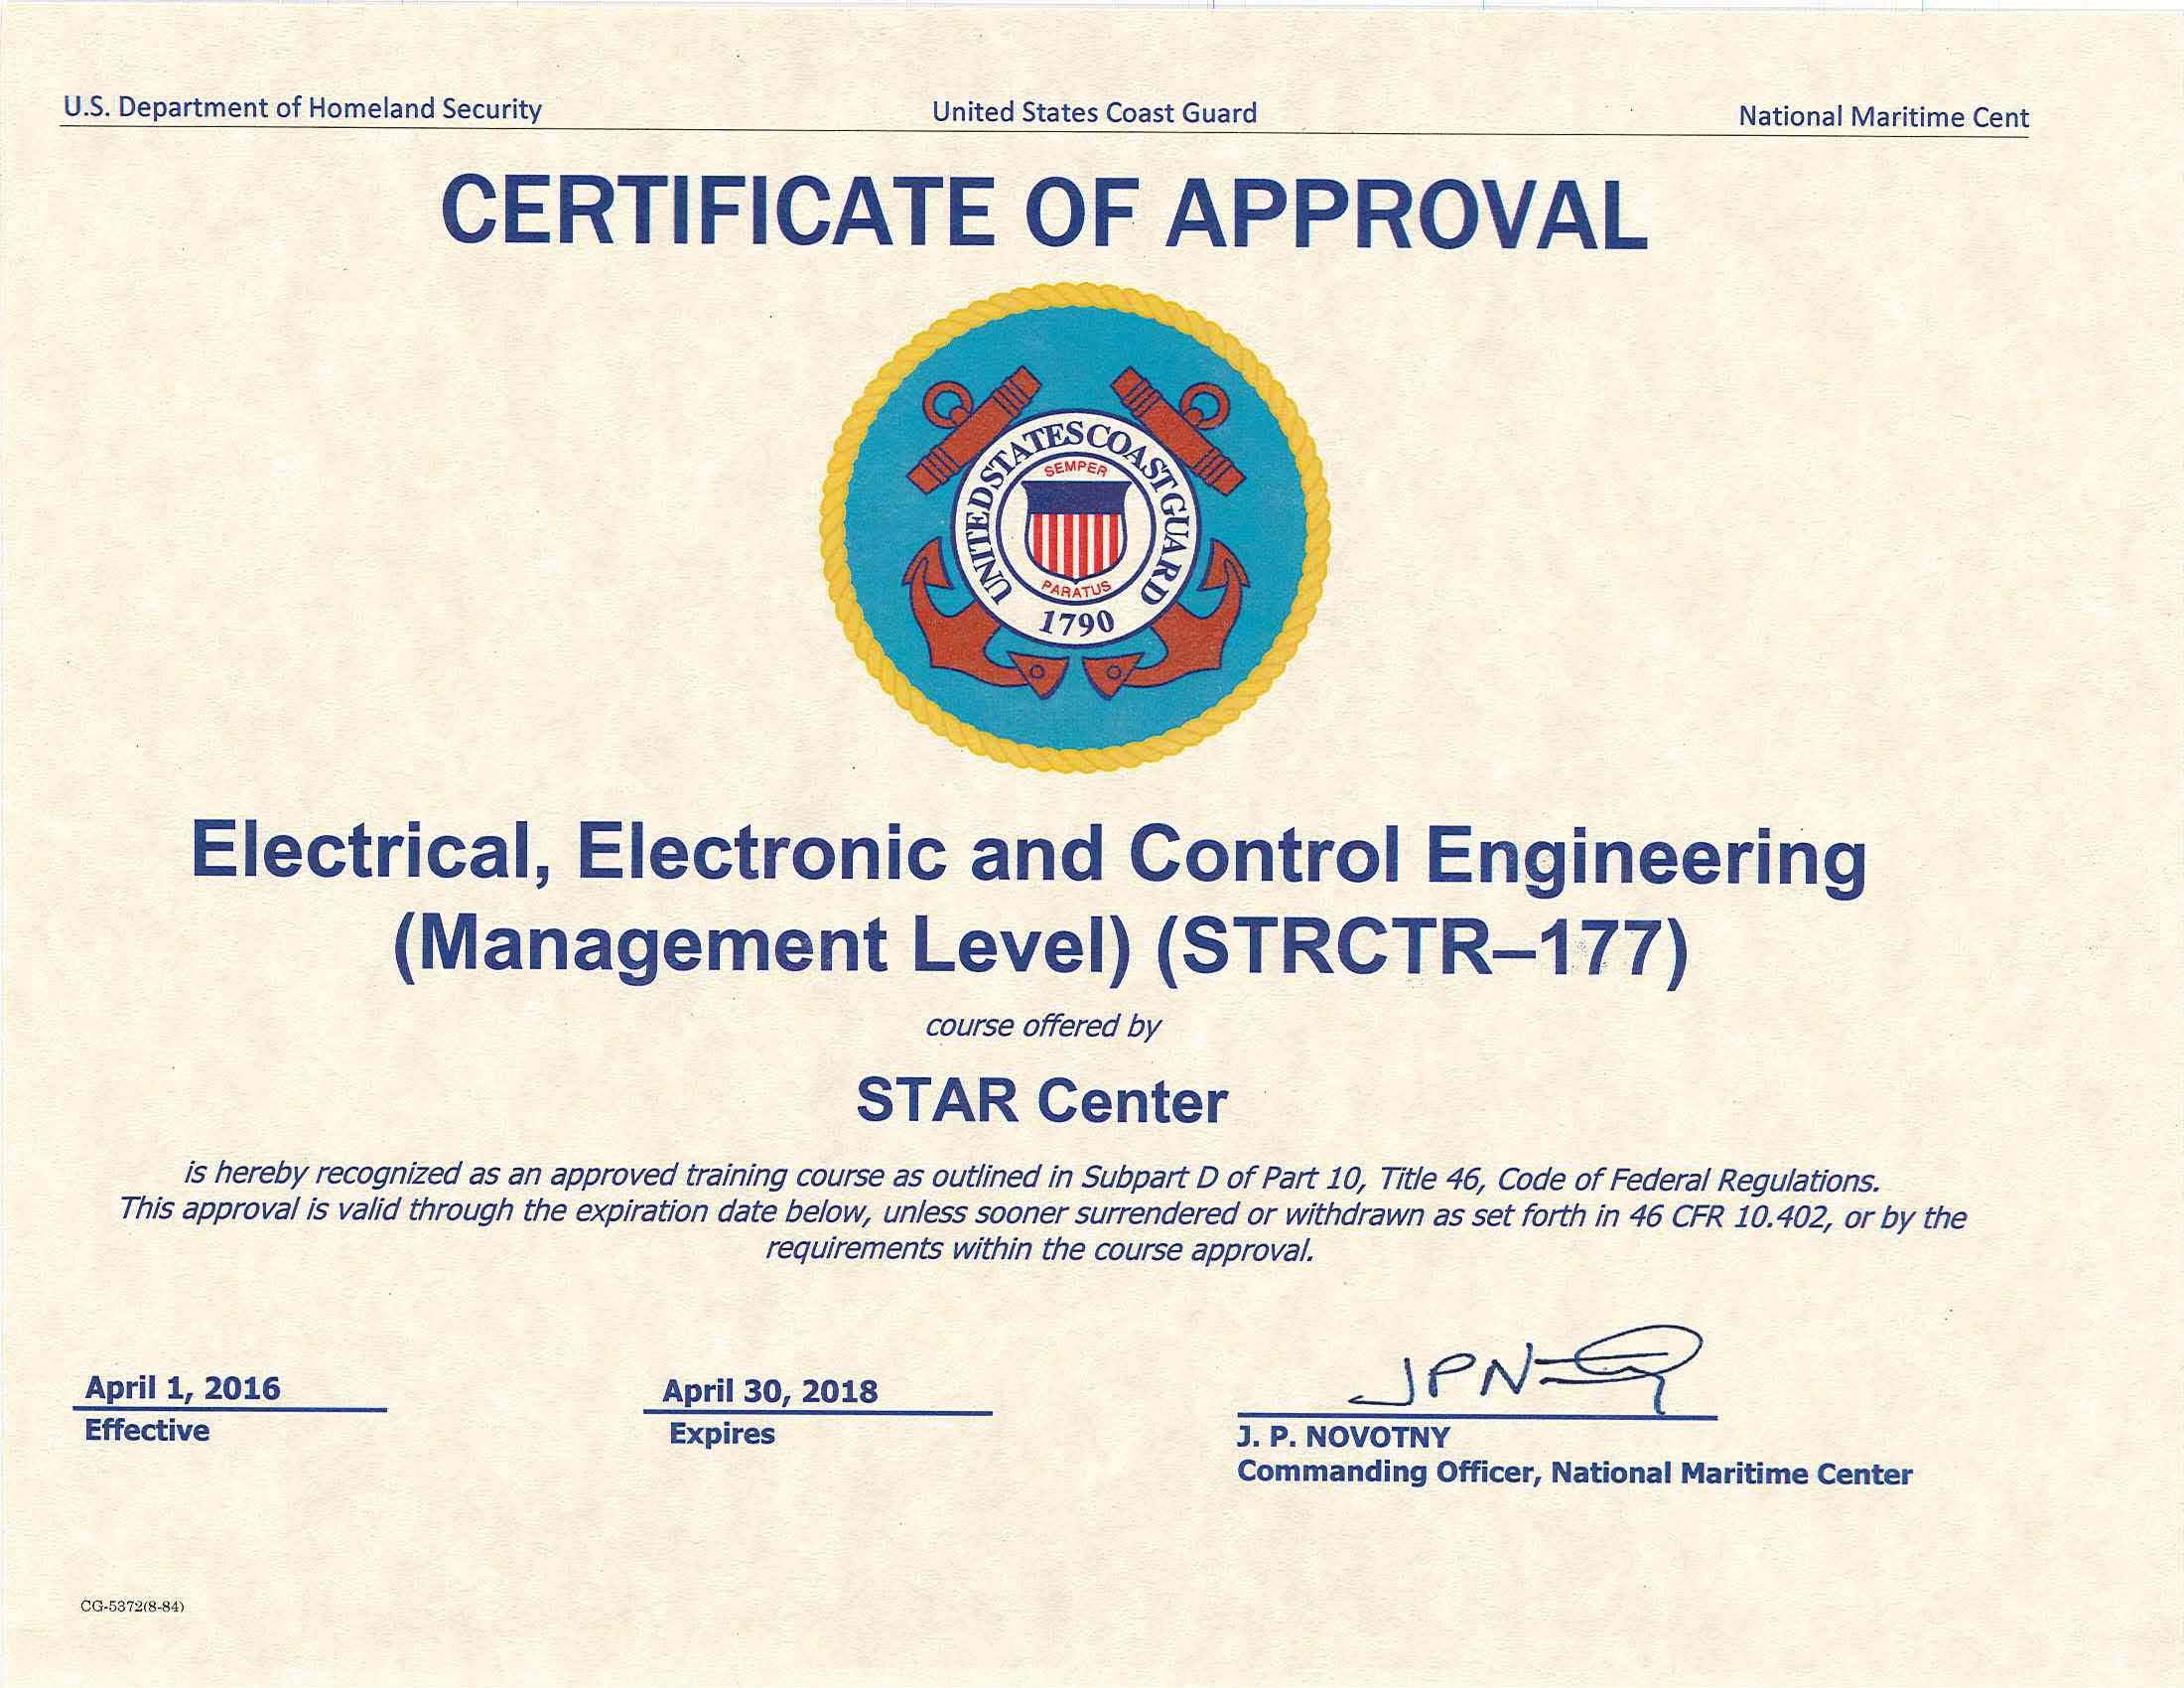 U.S. Department of Homeland Security United States Coast Guard National Maritime Cent
CERTIFICATE OF APPROVAL
UNITED STATES COAST GUARD
SEMPER
PARATUS
1790
Electrical, Electronic and Control Engineering
(Management Level) (STRCTR–177)
course offered by
STAR Center
is hereby recognized as an approved training course as outlined in Subpart D of Part 10, Title 46, Code of Federal Regulations.
This approval is valid through the expiration date below, unless sooner surrendered or withdrawn as set forth in 46 CFR 10.402, or by the
requirements within the course approval.
JPN
April 1, 2016 April 30, 2018
Effective Expires J. P. NOVOTNY
Commanding Officer, National Maritime Center
CG-5372(8-84)